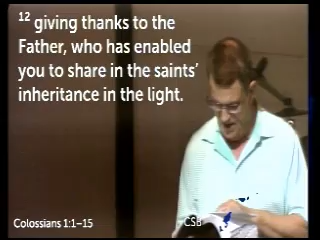 12 giving thanks to the
Father, who has enabled
you to share in the saints’
inheritance in the light.
Colossians 1:1–15
CSB